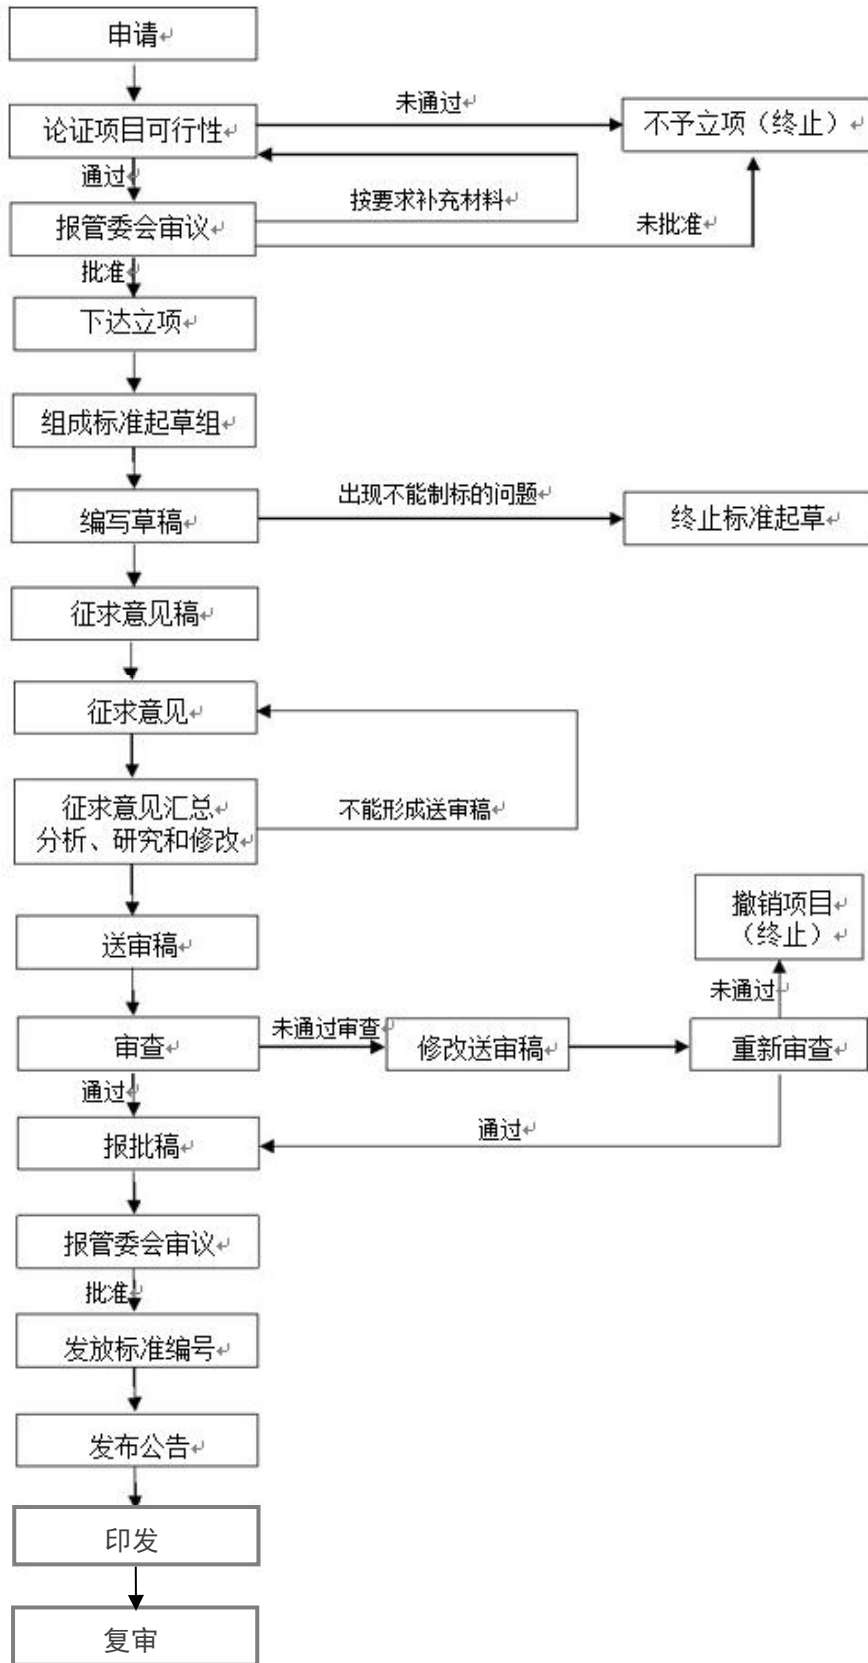 申请
未通过
论证项目可行性
不予立项（终止）
通过
按要求补充材料
报管委会审议
未批准
批准
下达立项
组成标准起草组
出现不能制标的问题
编写草稿
终止标准起草
征求意见稿
征求意见
征求意见汇总
分析、研究和修改
不能形成送审稿
撤销项目
（终止）
送审稿
未通过
未通过审查
审查
修改送审稿
重新审查
通过
报批稿
通过
报管委会审议
批准
发放标准编号
发布公告
印发
复审